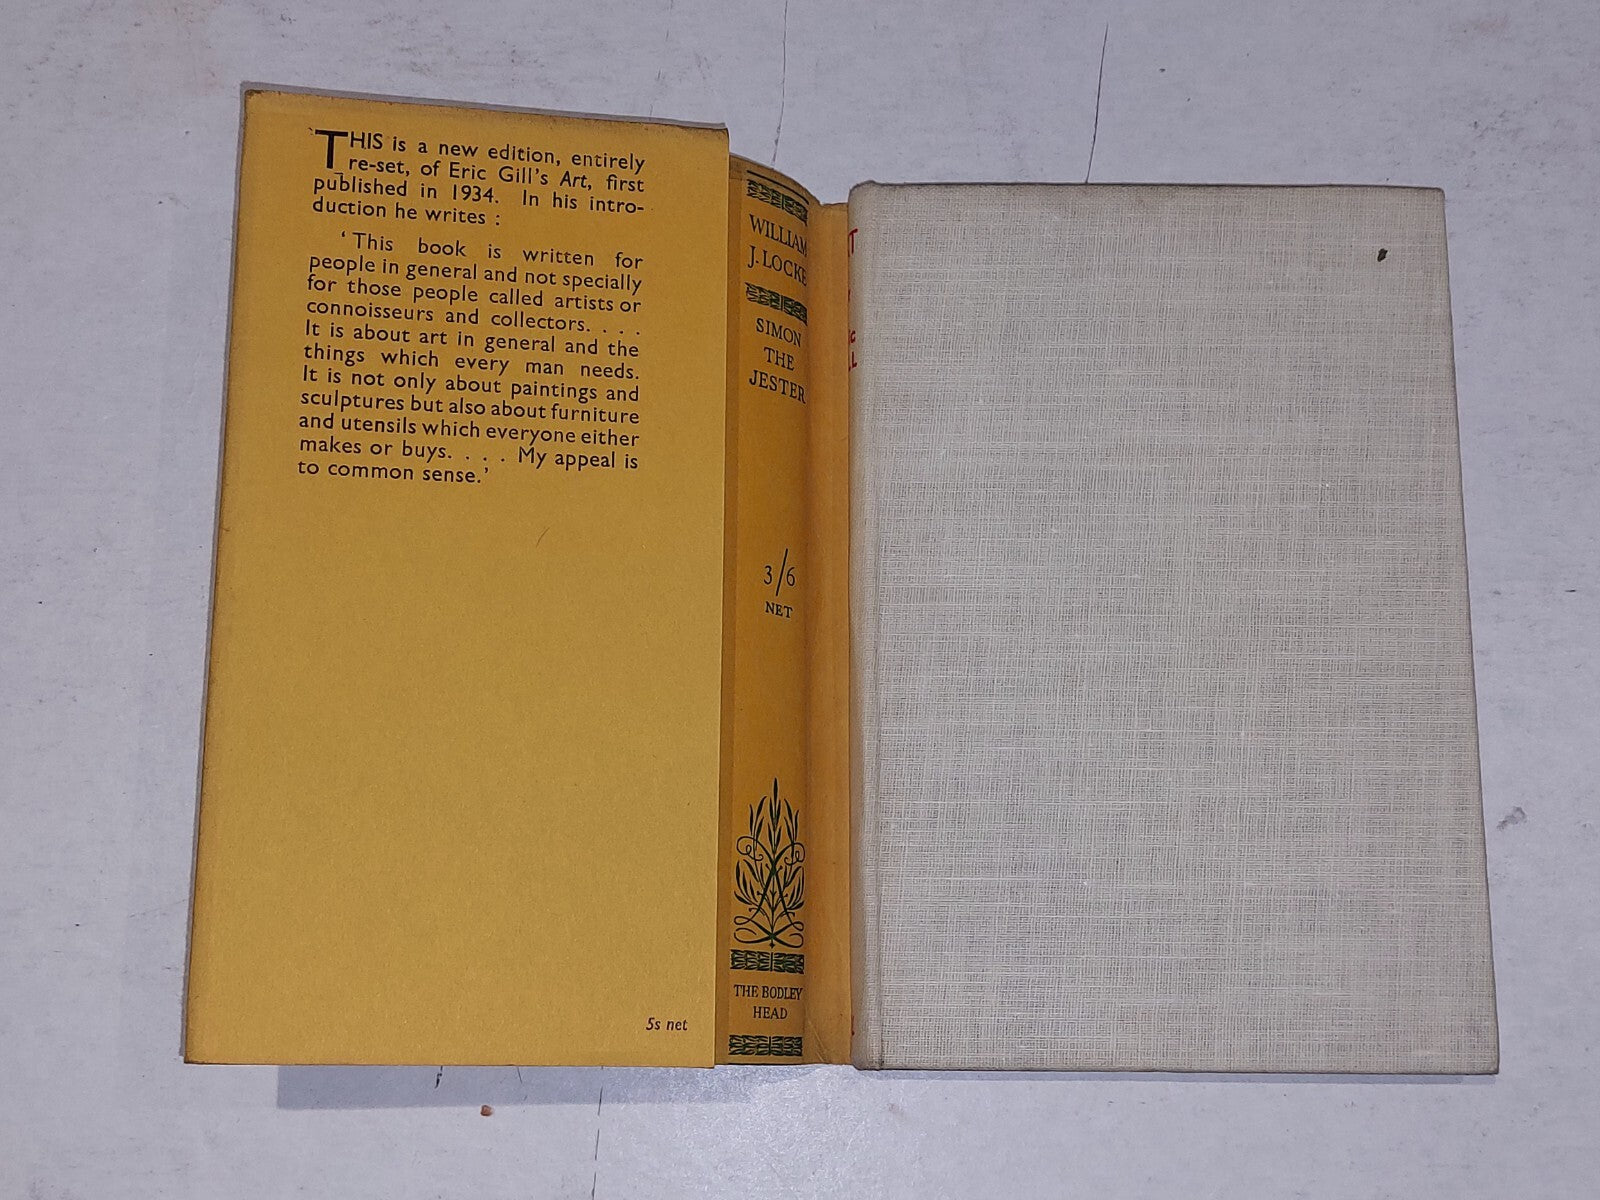 THIS is a new edition, entirely
re-set, of Eric Gill's Art, first
published in 1934. In his intro-
duction he writes :
‘This book is written for
people in general and not specially
for those people called artists or
connoisseurs and collectors. . . .
It is about art in general and the
things which every man needs.
It is not only about paintings and
sculptures but also about furniture
and utensils which everyone either
makes or buys. . . . My appeal is
to common sense.’
5s net
WILLIAM
J. LOCKE
SIMON
THE
JESTER
3/6
NET
THE BODLEY
HEAD